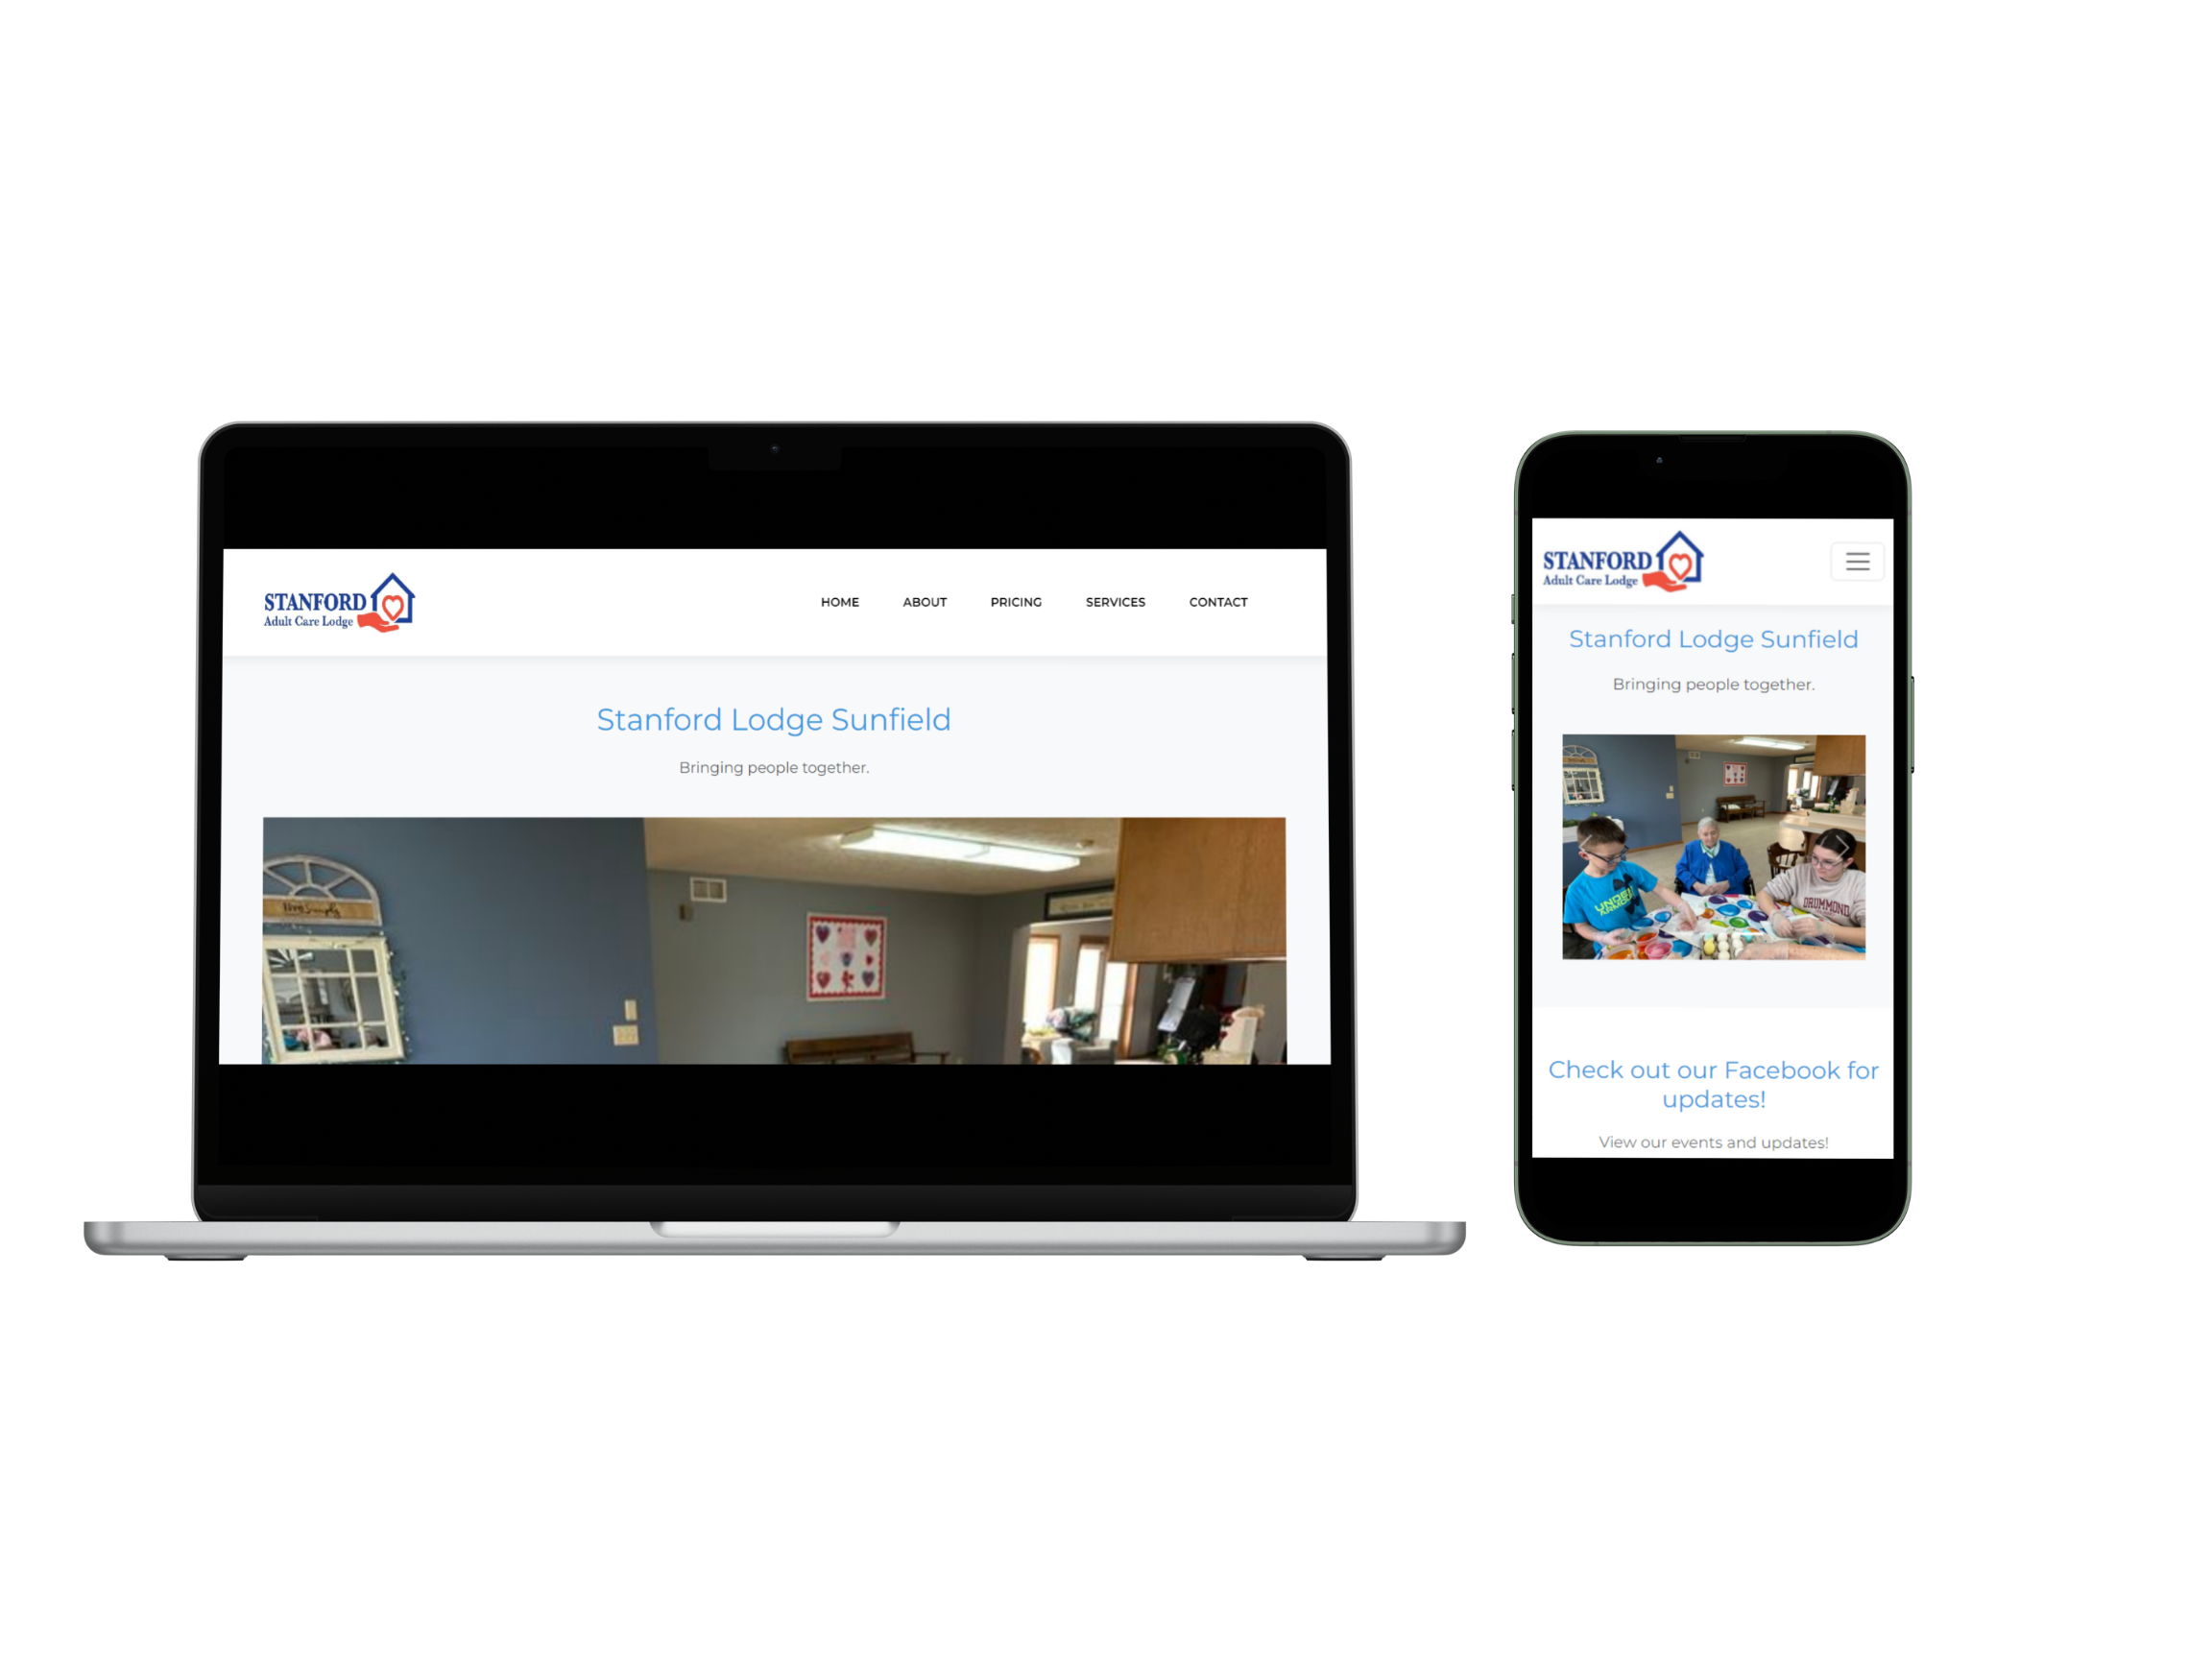 STANFORD
Adult Care Lodge
HOME ABOUT PRICING SERVICES CONTACT
Stanford Lodge Sunfield
Bringing people together.
STANFORD
Adult Care Lodge
Stanford Lodge Sunfield
Bringing people together.
UNDER
ARMOUR
DRUMMOND
Check out our Facebook for
updates!
View our events and updates!